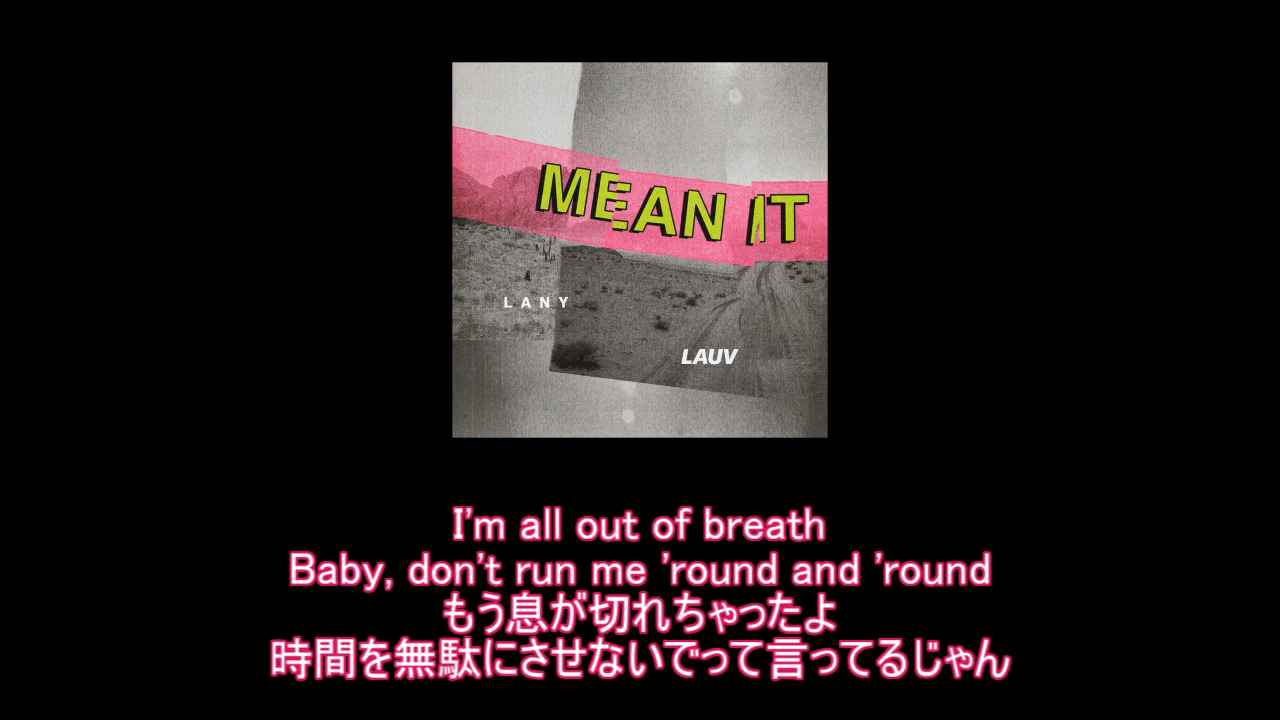 MEAN IT
LANY
LAUV
I'm all out of breath
Baby, don't run me 'round and 'round
もう息が切れちゃったよ
時間を無駄にさせないでって言ってるじゃん